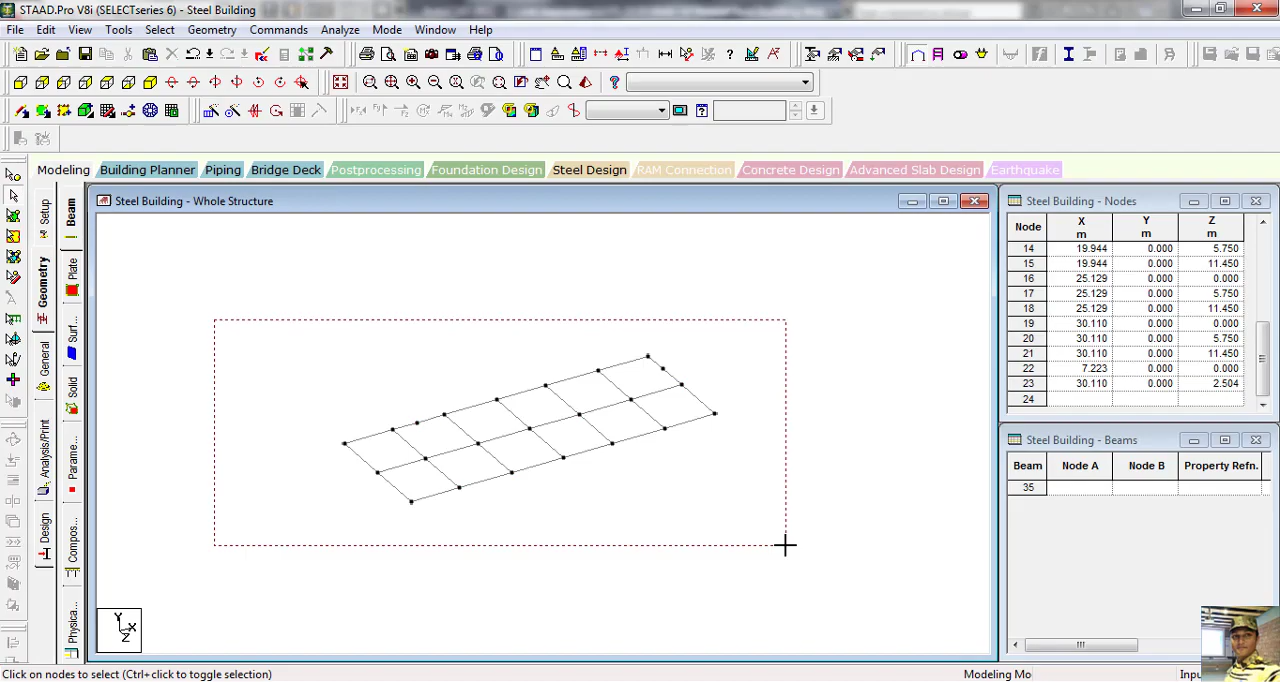 STAAD.Pro V8i (SELECTseries 6) - Steel Building
File Edit View Tools Select Geometry Commands Analyze Mode Window Help
Modeling Building Planner Piping Bridge Deck Postprocessing Foundation Design Steel Design RAM Connection Concrete Design Advanced Slab Design Earthquake
Setup
Geometry
General
Analysis/Print
Design
Beam
Plate
Surf...
Solid
Parame...
Compos...
Physica...
Steel Building - Whole Structure
Y
X
Z
Steel Building - Nodes
Node X m Y m Z m
14 19.944 0.000 5.750
15 19.944 0.000 11.450
16 25.129 0.000 0.000
17 25.129 0.000 5.750
18 25.129 0.000 11.450
19 30.110 0.000 0.000
20 30.110 0.000 5.750
21 30.110 0.000 11.450
22 7.223 0.000 0.000
23 30.110 0.000 2.504
24
Steel Building - Beams
Beam Node A Node B Property Refn.
35
Click on nodes to select (Ctrl+click to toggle selection)
Modeling Mo
Inpu